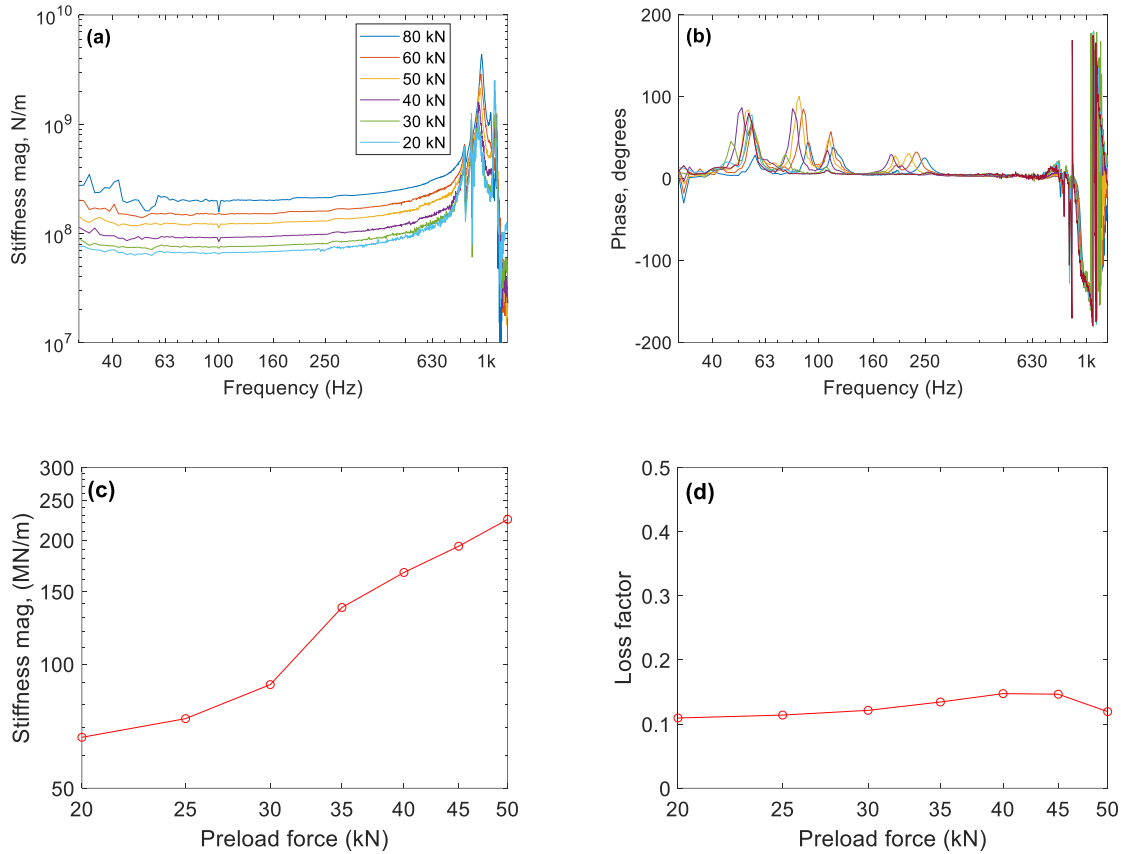 (a)
10^10
10^9
10^8
10^7
Stiffness mag, N/m
80 kN
60 kN
50 kN
40 kN
30 kN
20 kN
40 63 100 160 250 630 1k
Frequency (Hz)
(b)
200
100
0
-100
-200
Phase, degrees
40 63 100 160 250 630 1k
Frequency (Hz)
(c)
300
250
200
150
100
50
Stiffness mag, (MN/m)
20 25 30 35 40 45 50
Preload force (kN)
(d)
0.5
0.4
0.3
0.2
0.1
0
Loss factor
20 25 30 35 40 45 50
Preload force (kN)